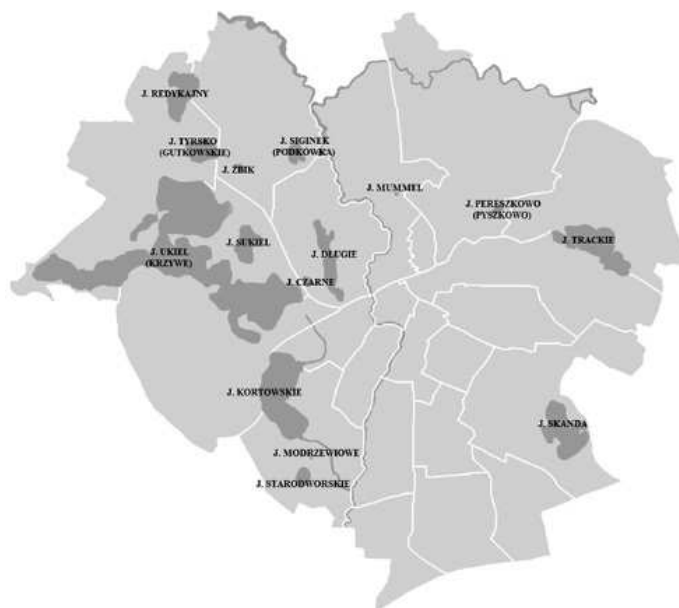 J. REDYKAJNY
J. TYRSKO
(GUTKOWSKIE)
J. ŻBIK
J. SIGINEK
(PODKÓWKA)
J. MUMMEL
J. PERESZKOWO
(PYSZKOWO)
J. TRACKIE
J. UKIEL
(KRZYWE)
J. SUKIEL
J. DŁUGIE
J. CZARNE
J. KORTOWSKIE
J. SKANDA
J. MODRZEWIOWE
J. STARODWORSKIE